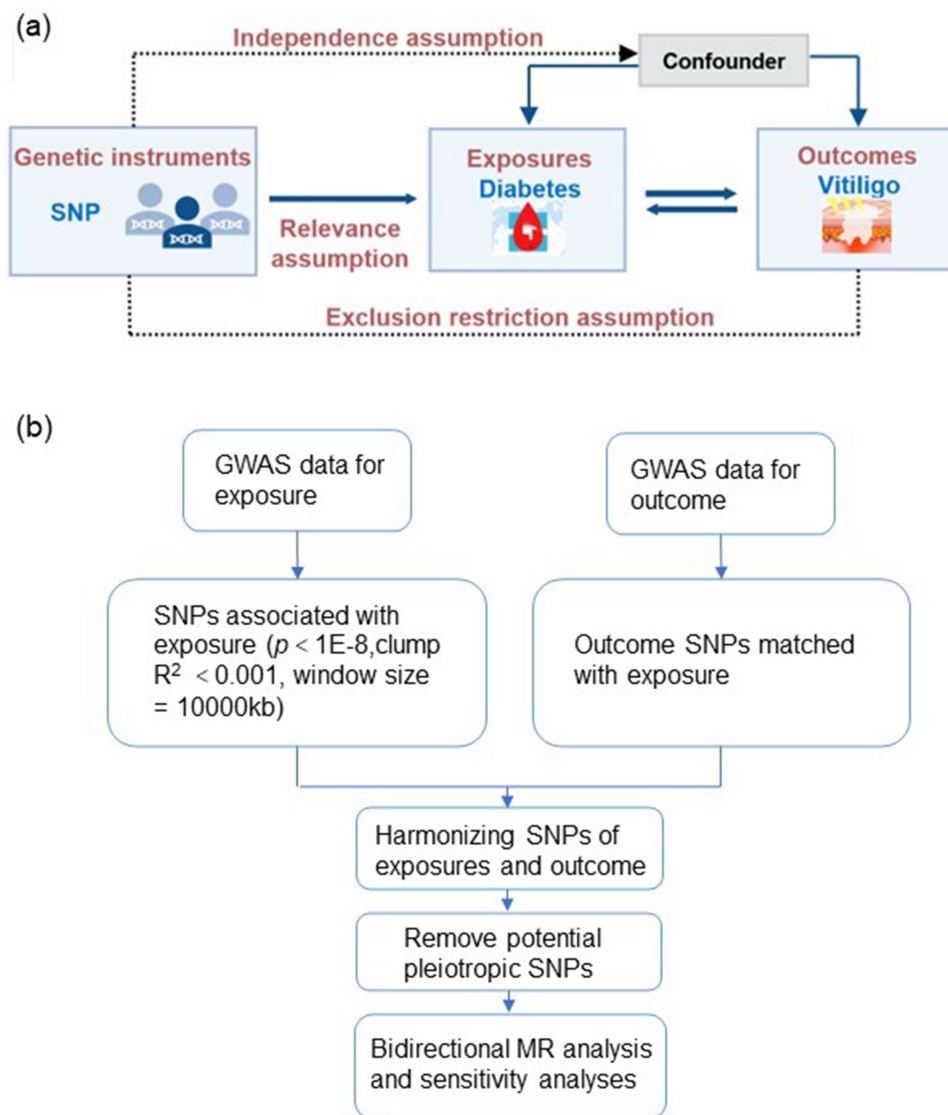 (a)
Independence assumption
Confounder
Genetic instruments
SNP
Relevance
assumption
Exposures
Diabetes
Outcomes
Vitiligo
Exclusion restriction assumption
(b)
GWAS data for
exposure
GWAS data for
outcome
SNPs associated with
exposure (p < 1E-8,clump
R² < 0.001, window size
= 10000kb)
Outcome SNPs matched
with exposure
Harmonizing SNPs of
exposures and outcome
Remove potential
pleiotropic SNPs
Bidirectional MR analysis
and sensitivity analyses